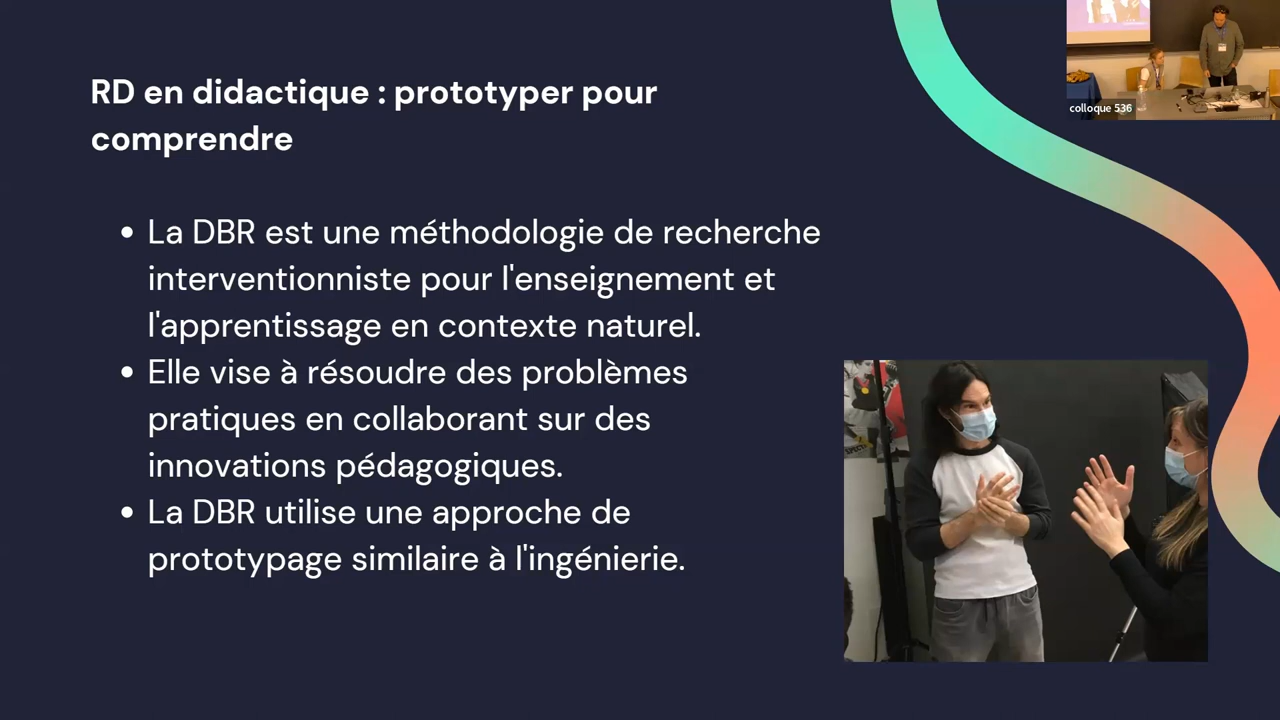 RD en didactique : prototyper pour
comprendre
colloque 536
La DBR est une méthodologie de recherche
interventionniste pour l'enseignement et
l'apprentissage en contexte naturel.
Elle vise à résoudre des problèmes
pratiques en collaborant sur des
innovations pédagogiques.
La DBR utilise une approche de
prototypage similaire à l'ingénierie.